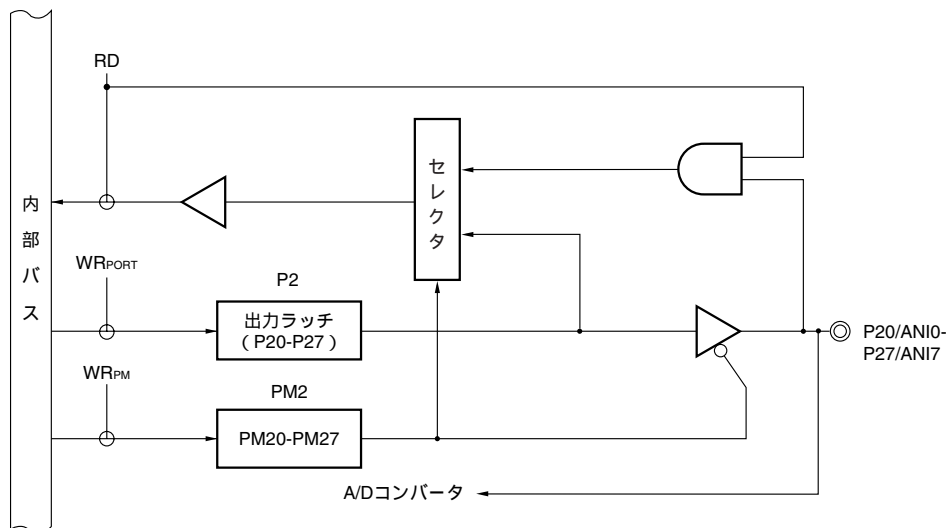 RD
セレクタ
内部バス
WRPORT
P2
出力ラッチ
（P20-P27）
P20/ANI0-
P27/ANI7
WRPM
PM2
PM20-PM27
A/Dコンバータ